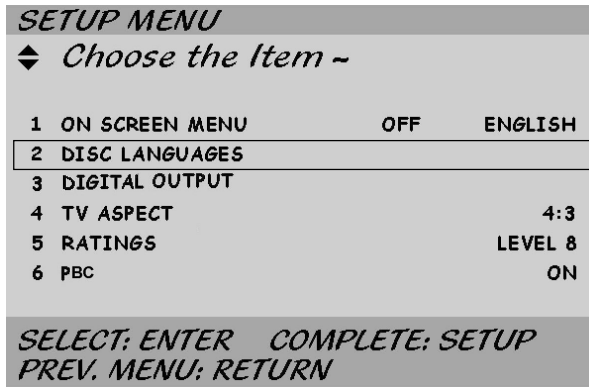 SETUP MENU
Choose the Item ~
1 ON SCREEN MENU OFF ENGLISH
2 DISC LANGUAGES
3 DIGITAL OUTPUT
4 TV ASPECT 4:3
5 RATINGS LEVEL 8
6 PBC ON
SELECT: ENTER COMPLETE: SETUP
PREV. MENU: RETURN